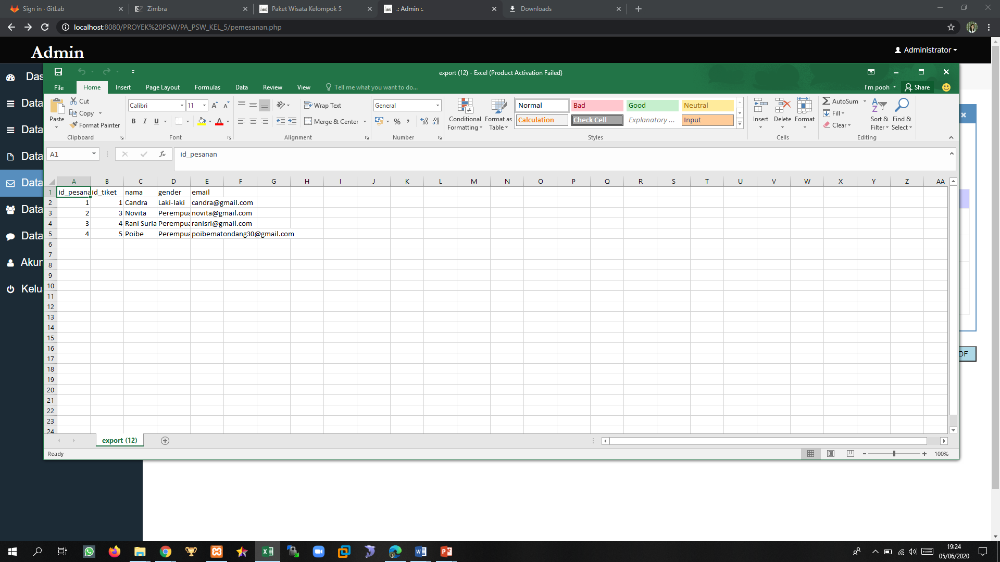 Sign in · GitLab
Zimbra
Paket Wisata Kelompok 5
.: Admin :.
Downloads
localhost:8080/PROYEK%20PSW/PA_PSW_KEL_5/pemesanan.php
Admin
Administrator
export (12) - Excel (Product Activation Failed)
File Home Insert Page Layout Formulas Data Review View Tell me what you want to do... I'm pooh Share
Paste
Cut
Copy
Format Painter
Clipboard
Calibri 11
B I U
Font
Wrap Text
Merge & Center
Alignment
General
%
Number
Conditional Formatting
Format as Table
Normal Bad Good Neutral
Calculation Check Cell Explanatory ... Input
Styles
Insert Delete Format
Cells
AutoSum
Fill
Clear
Sort & Filter
Find & Select
Editing
A1 fx id_pesanan
A B C D E F G H I J K L M N O P Q R S T U V W X Y Z AA
1 id_pesana id_tiket nama gender email
2 1 1 Candra Laki-laki candra@gmail.com
3 2 3 Novita Perempua novita@gmail.com
4 3 4 Rani Suria Perempua ranisri@gmail.com
5 4 5 Poibe Perempua poibematondang30@gmail.com
6
7
8
9
10
11
12
13
14
15
16
17
18
19
20
21
22
23
24
export (12)
Ready
100%
Das
Data
Data
Data
Data
Data
Data
Akun
Kelu
DF
19:24
05/06/2020